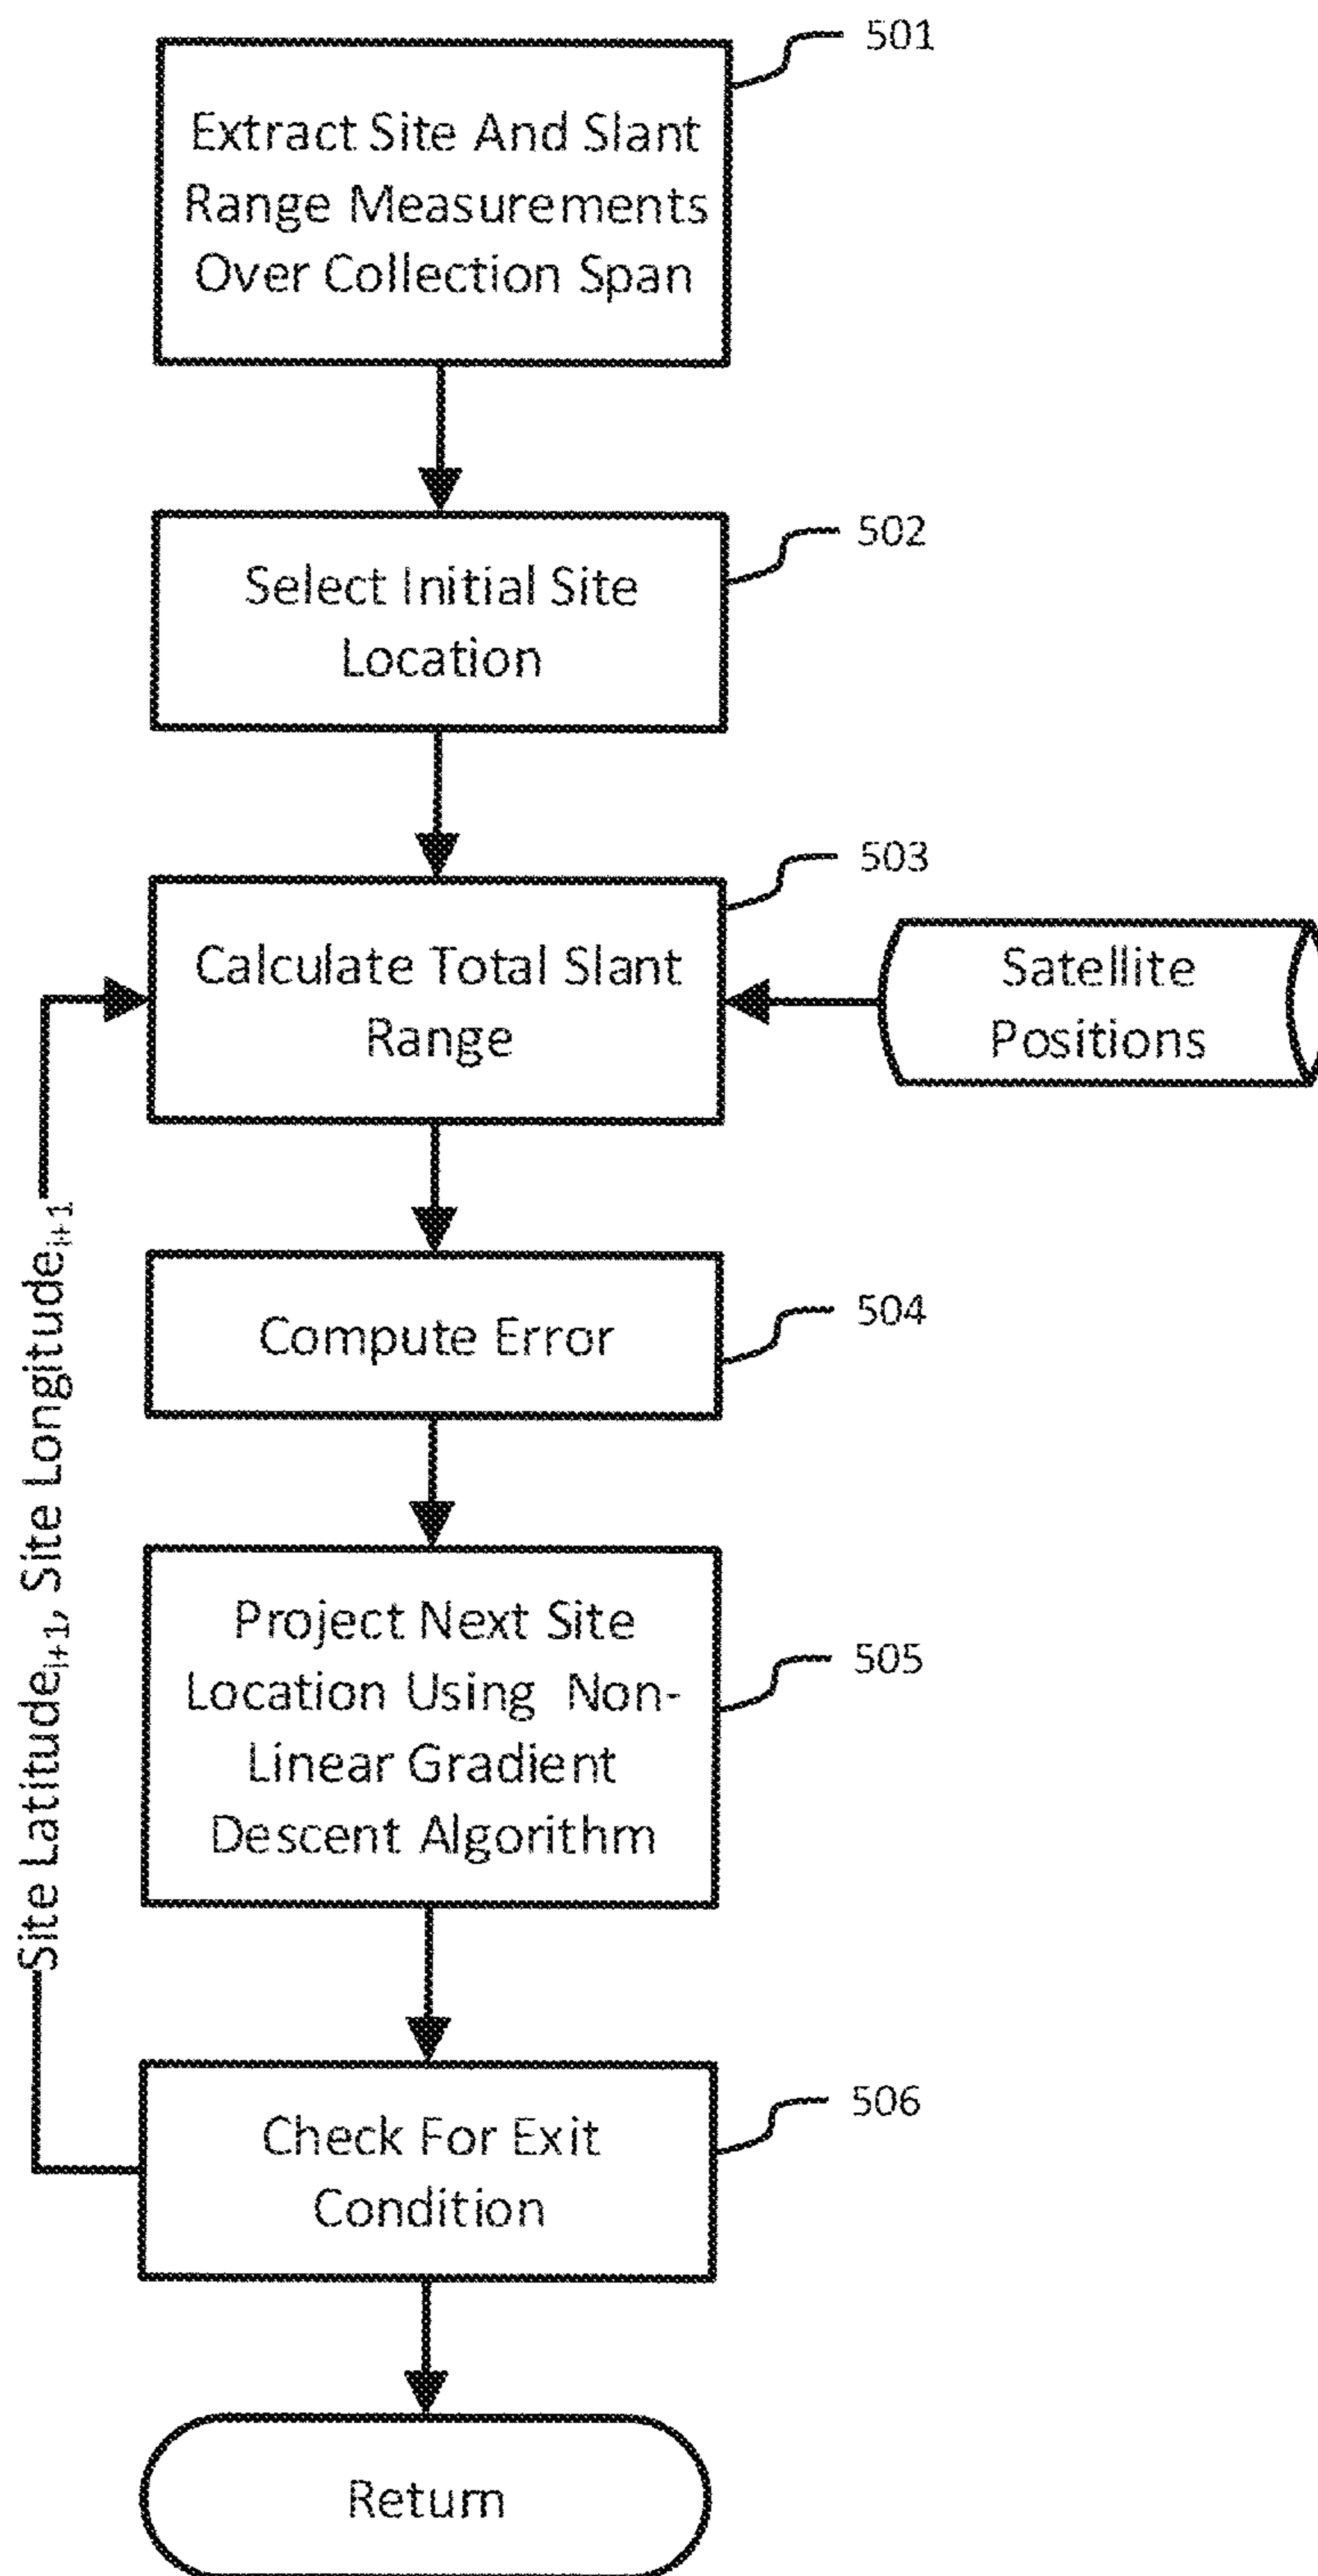 501
Extract Site And Slant
Range Measurements
Over Collection Span
502
Select Initial Site
Location
503
Calculate Total Slant
Range
Satellite
Positions
504
Compute Error
Site Latitudeᵢ₊₁, Site Longitudeᵢ₊₁
505
Project Next Site
Location Using Non-
Linear Gradient
Descent Algorithm
506
Check For Exit
Condition
Return